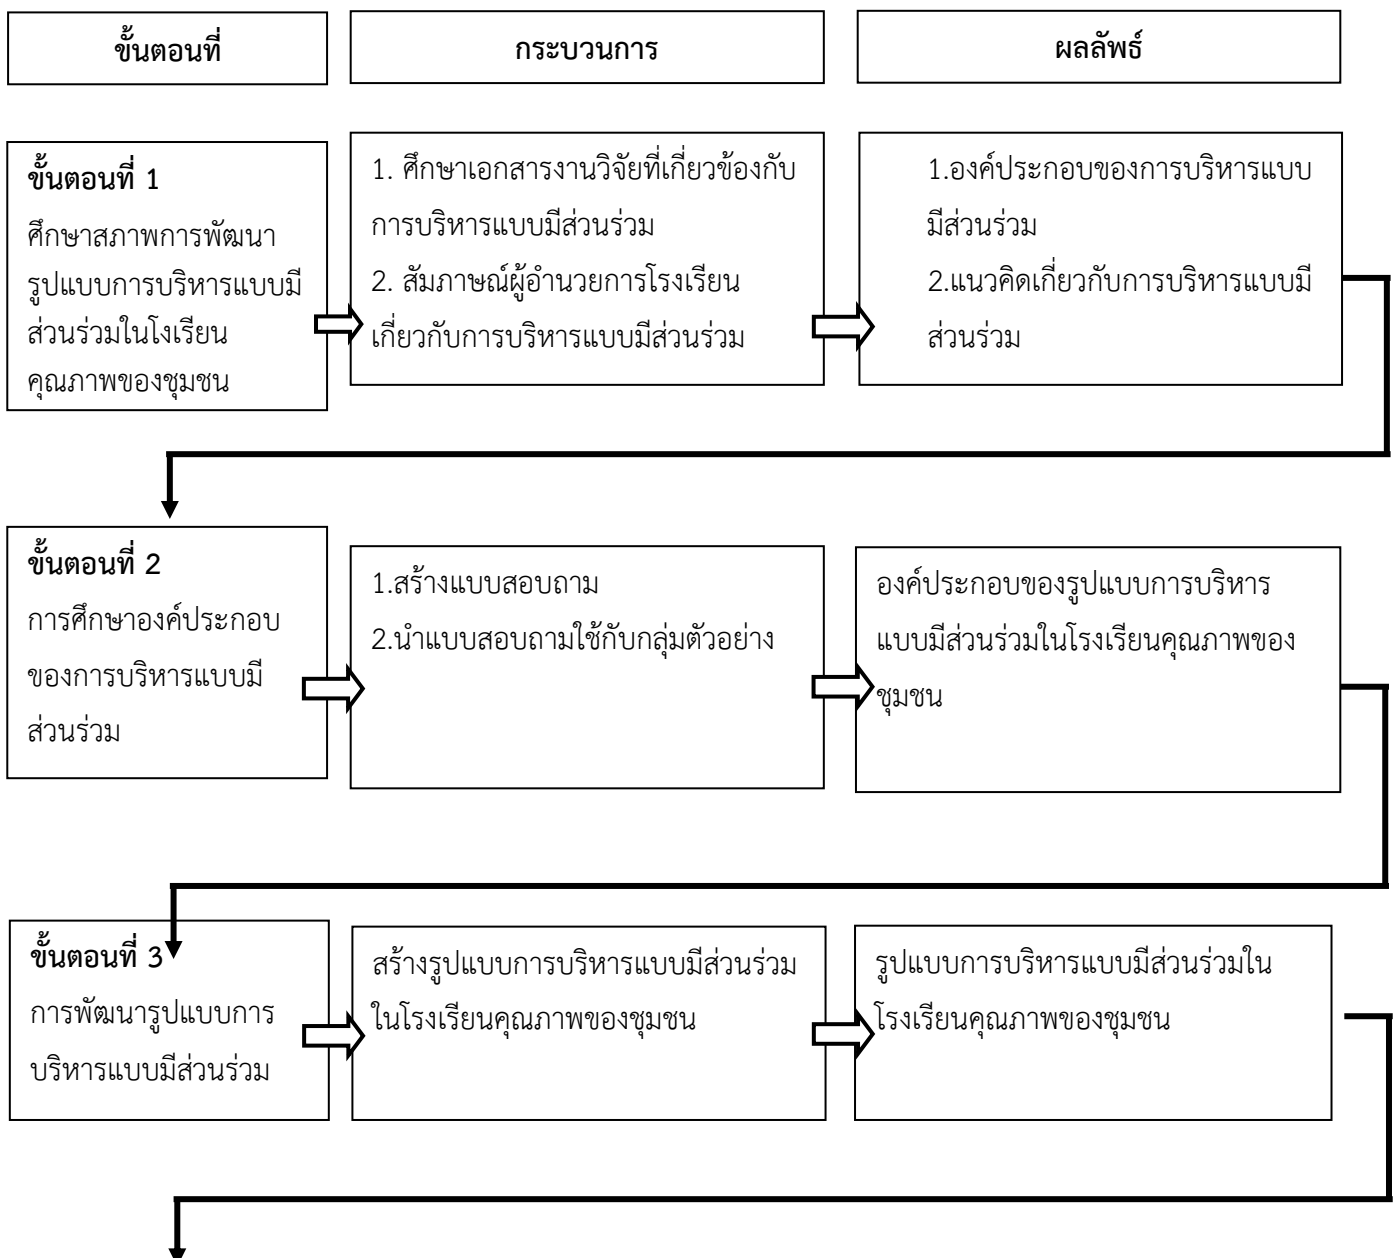 ขั้นตอนที่
กระบวนการ
ผลลัพธ์
ขั้นตอนที่ 1
ศึกษาสภาพการพัฒนา
รูปแบบการบริหารแบบมี
ส่วนร่วมในโงเรียน
คุณภาพของชุมชน
1. ศึกษาเอกสารงานวิจัยที่เกี่ยวข้องกับ
การบริหารแบบมีส่วนร่วม
2. สัมภาษณ์ผู้อำนวยการโรงเรียน
เกี่ยวกับการบริหารแบบมีส่วนร่วม
1.องค์ประกอบของการบริหารแบบ
มีส่วนร่วม
2.แนวคิดเกี่ยวกับการบริหารแบบมี
ส่วนร่วม
ขั้นตอนที่ 2
การศึกษาองค์ประกอบ
ของการบริหารแบบมี
ส่วนร่วม
1.สร้างแบบสอบถาม
2.นำแบบสอบถามใช้กับกลุ่มตัวอย่าง
องค์ประกอบของรูปแบบการบริหาร
แบบมีส่วนร่วมในโรงเรียนคุณภาพของ
ชุมชน
ขั้นตอนที่ 3
การพัฒนารูปแบบการ
บริหารแบบมีส่วนร่วม
สร้างรูปแบบการบริหารแบบมีส่วนร่วม
ในโรงเรียนคุณภาพของชุมชน
รูปแบบการบริหารแบบมีส่วนร่วมใน
โรงเรียนคุณภาพของชุมชน